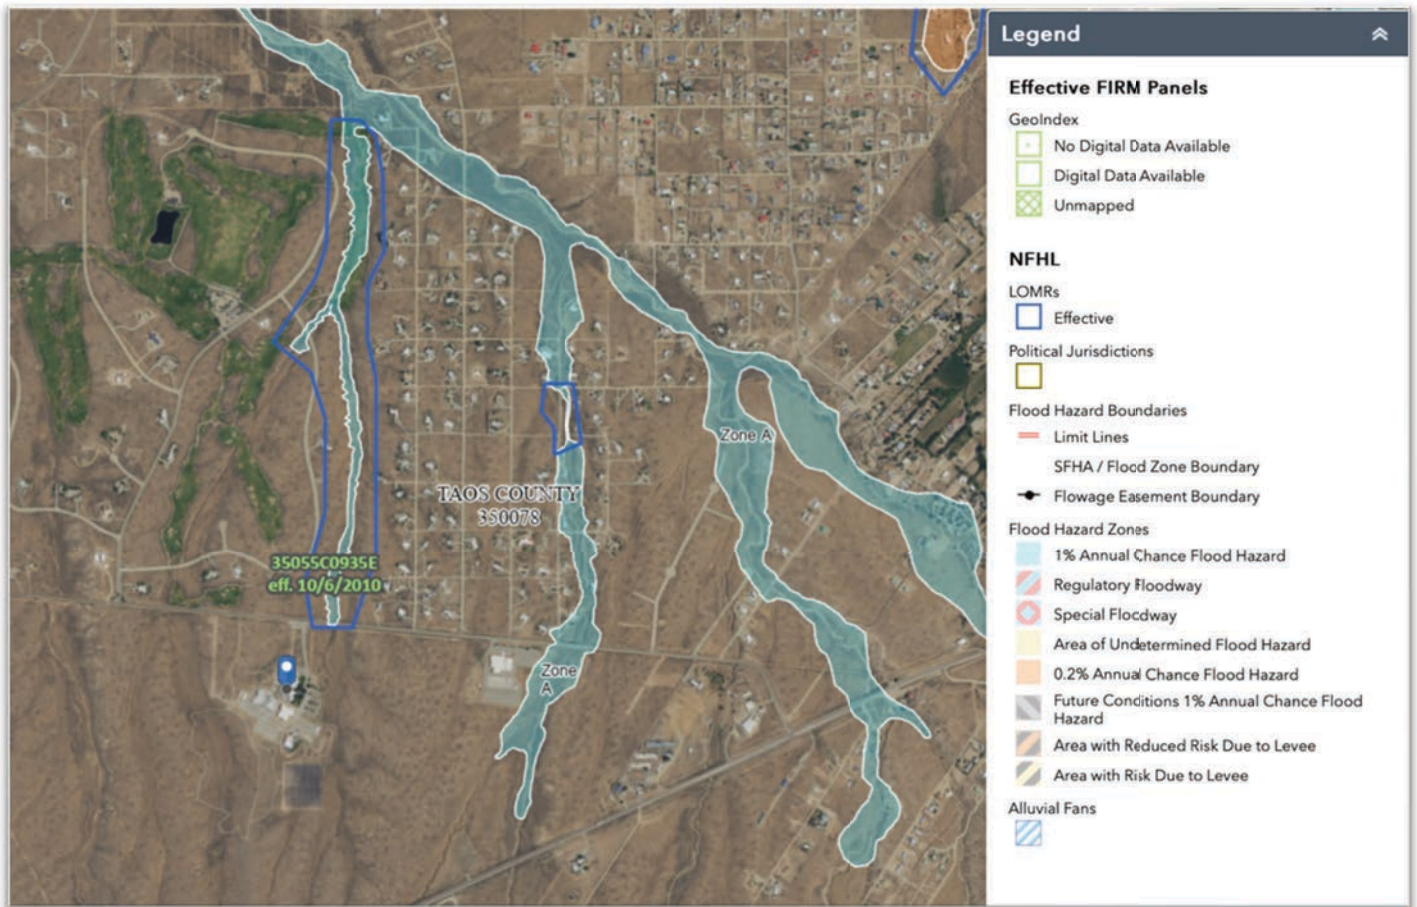 Legend
Effective FIRM Panels
GeoIndex
No Digital Data Available
Digital Data Available
Unmapped
NFHL
LOMRs
Effective
Political Jurisdictions
Flood Hazard Boundaries
Limit Lines
SFHA / Flood Zone Boundary
Flowage Easement Boundary
Flood Hazard Zones
1% Annual Chance Flood Hazard
Regulatory Floodway
Special Floodway
Area of Undetermined Flood Hazard
0.2% Annual Chance Flood Hazard
Future Conditions 1% Annual Chance Flood
Hazard
Area with Reduced Risk Due to Levee
Area with Risk Due to Levee
Alluvial Fans
Zone A
TAOS COUNTY
350078
35055C0935E
eff. 10/6/2010
Zone
A